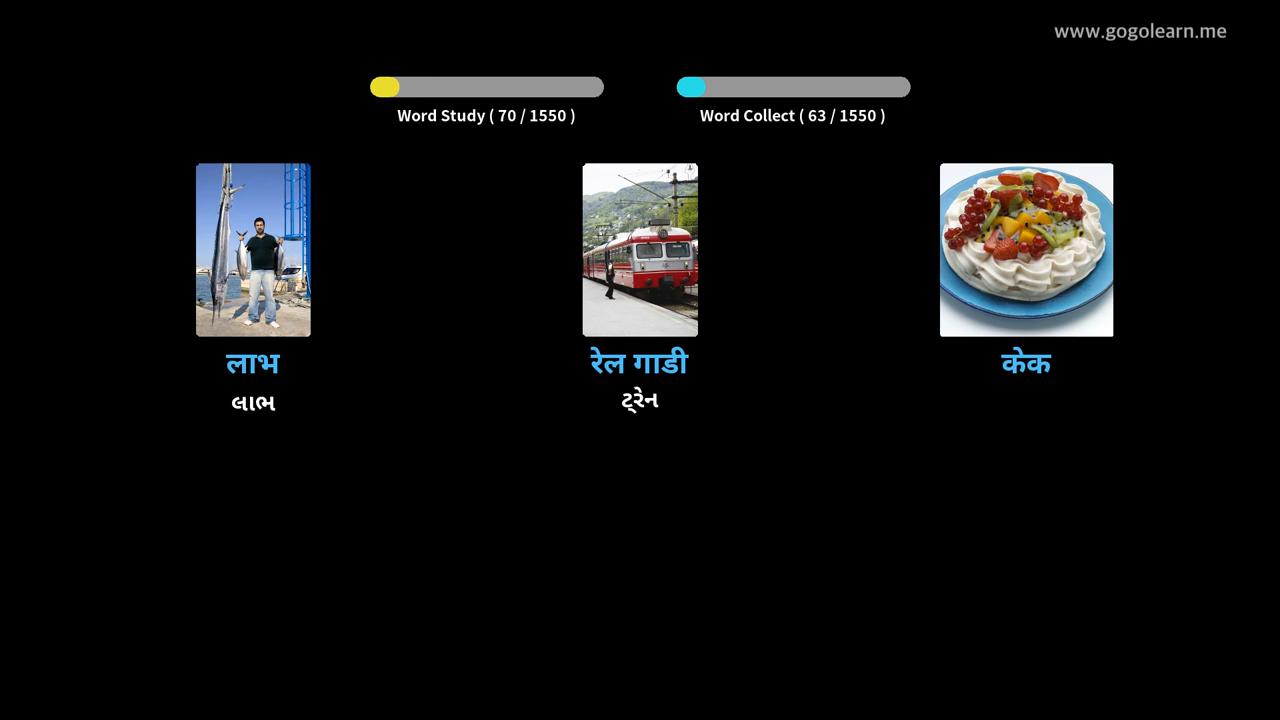 www.gogolearn.me
Word Study ( 70 / 1550 )
Word Collect ( 63 / 1550 )
लाभ
रेल गाडी
केक
લાભ
ટ્રેન